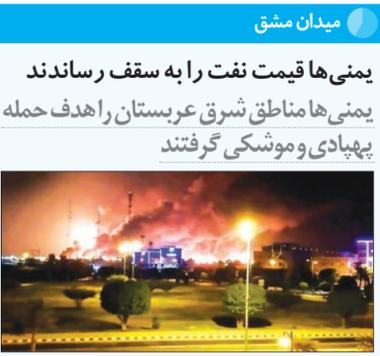 میدان مشق
یمنی‌ها قیمت نفت را به سقف رساندند
یمنی‌ها مناطق شرق عربستان را هدف حمله
پهپادی و موشکی گرفتند